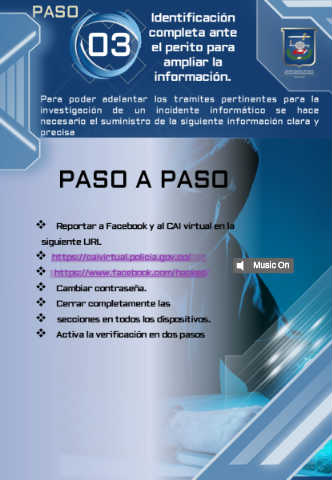 PASO
03
Identificación
completa ante
el perito para
ampliar la
información.
Para poder adelantar los tramites pertinentes para la
investigación de un incidente informático se hace
necesario el suministro de la siguiente información clara y
precisa
PASO A PASO
❖ Reportar a Facebook y al CAI virtual en la
siguiente URL
❖ https://caivirtual.policia.gov.co/
❖ https://www.facebook.com/hacked
❖ Cambiar contraseña.
❖ Cerrar completamente las
❖ secciones en todos los dispositivos.
❖ Activa la verificación en dos pasos
Music On